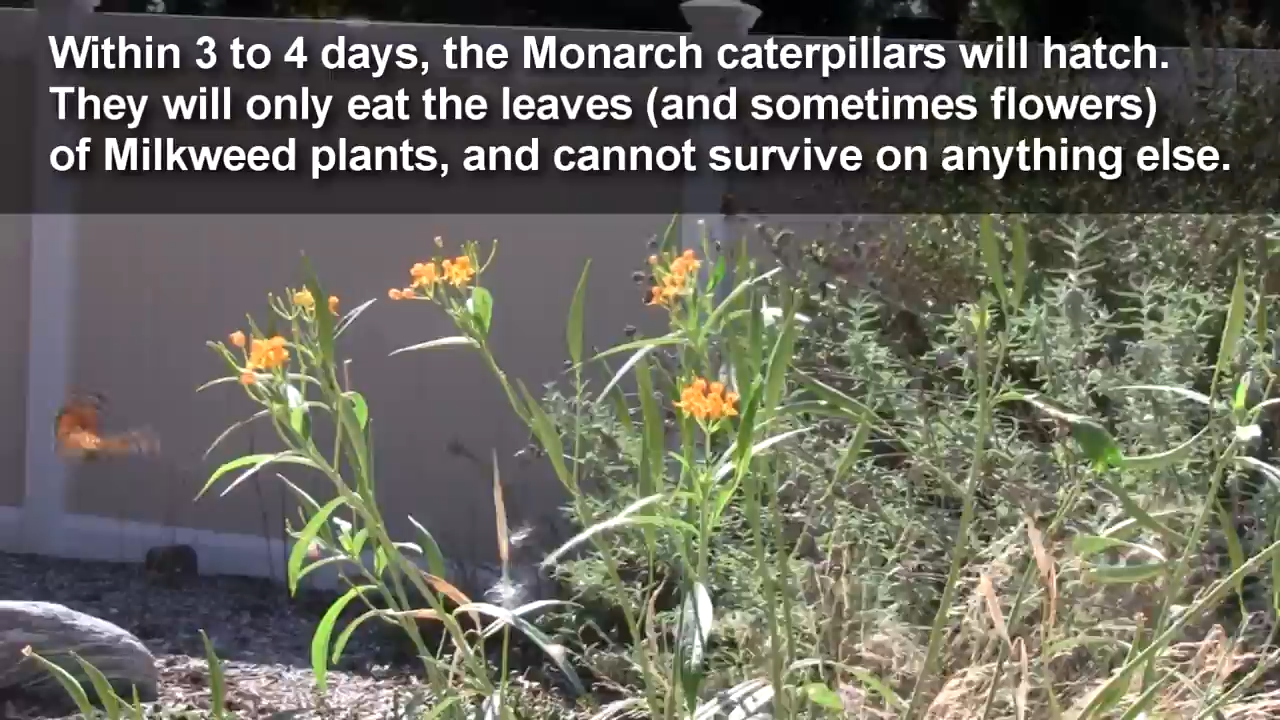 Within 3 to 4 days, the Monarch caterpillars will hatch.
They will only eat the leaves (and sometimes flowers)
of Milkweed plants, and cannot survive on anything else.